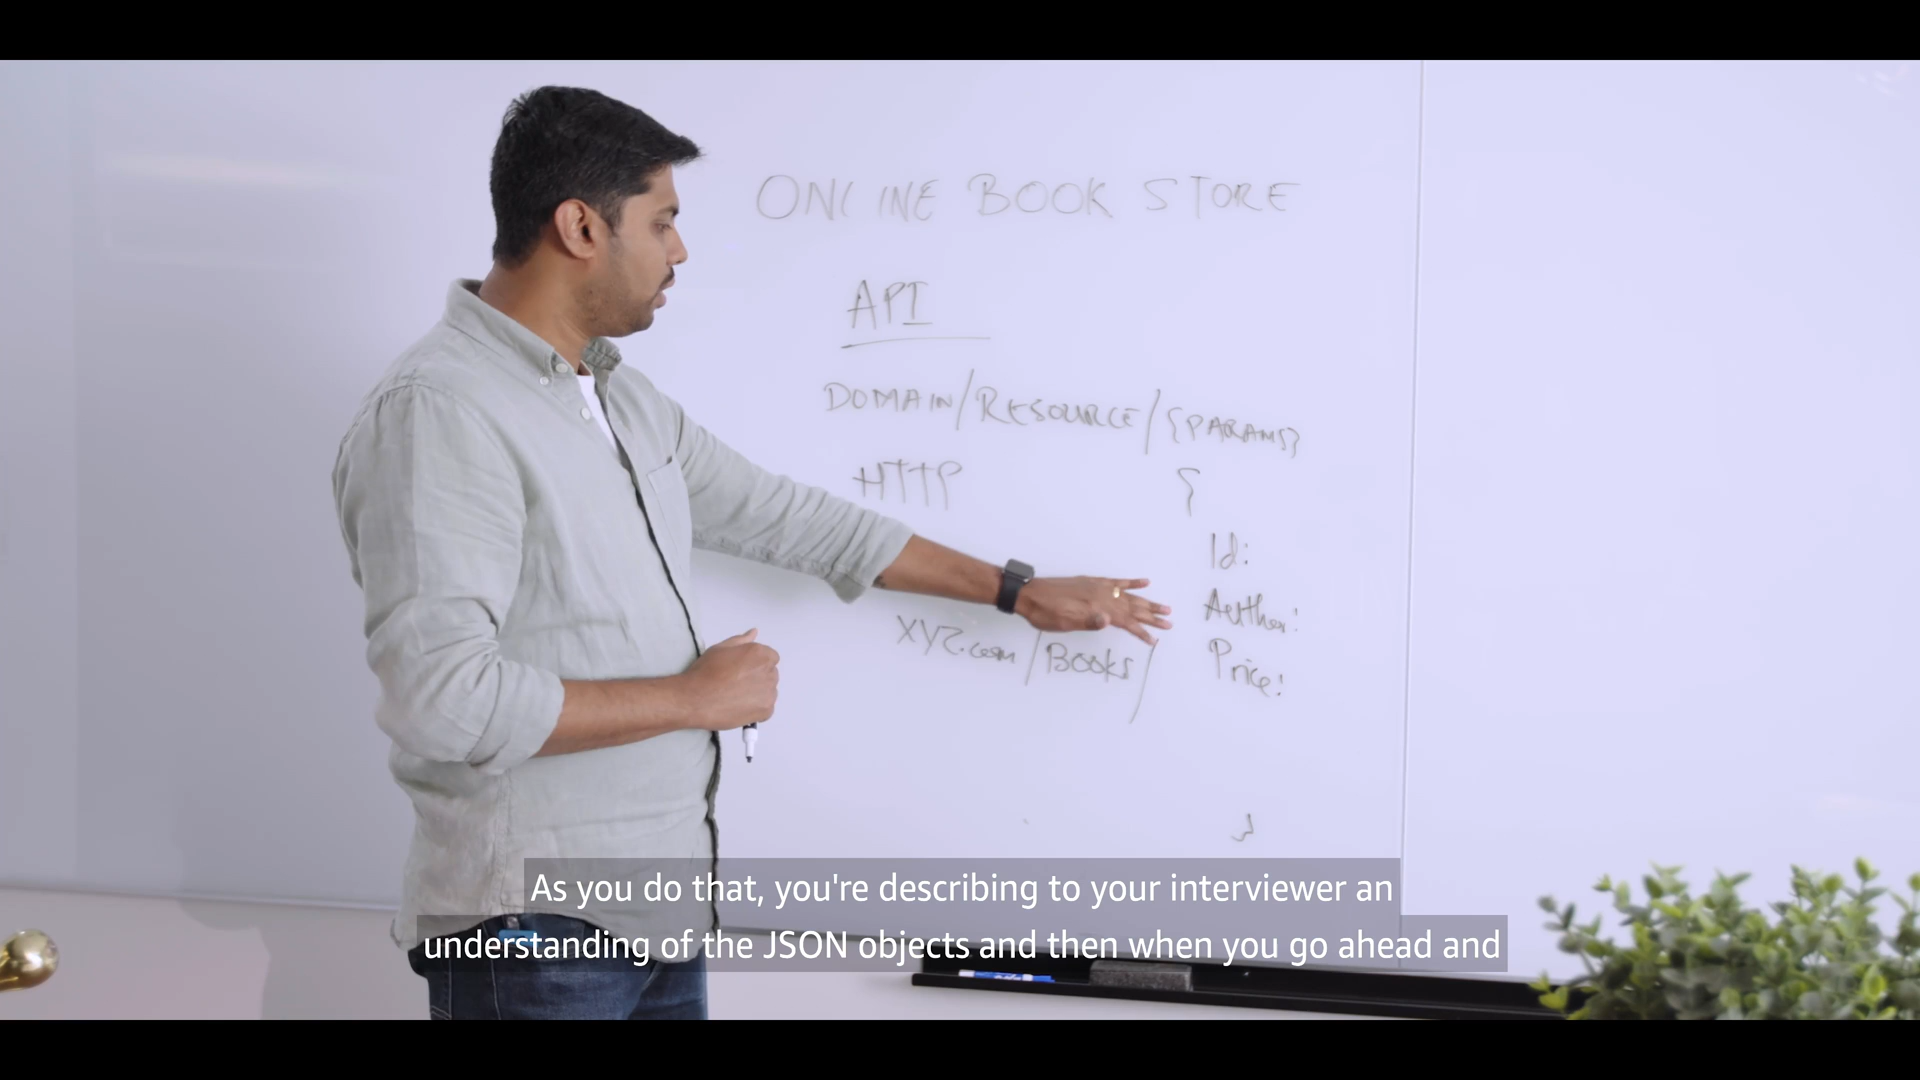 ONLINE BOOK STORE
API
DOMAIN/RESOURCE/{PARAMS}
HTTP
{
Id:
Author:
Price:
XYZ.com/Books/
}
As you do that, you're describing to your interviewer an
understanding of the JSON objects and then when you go ahead and